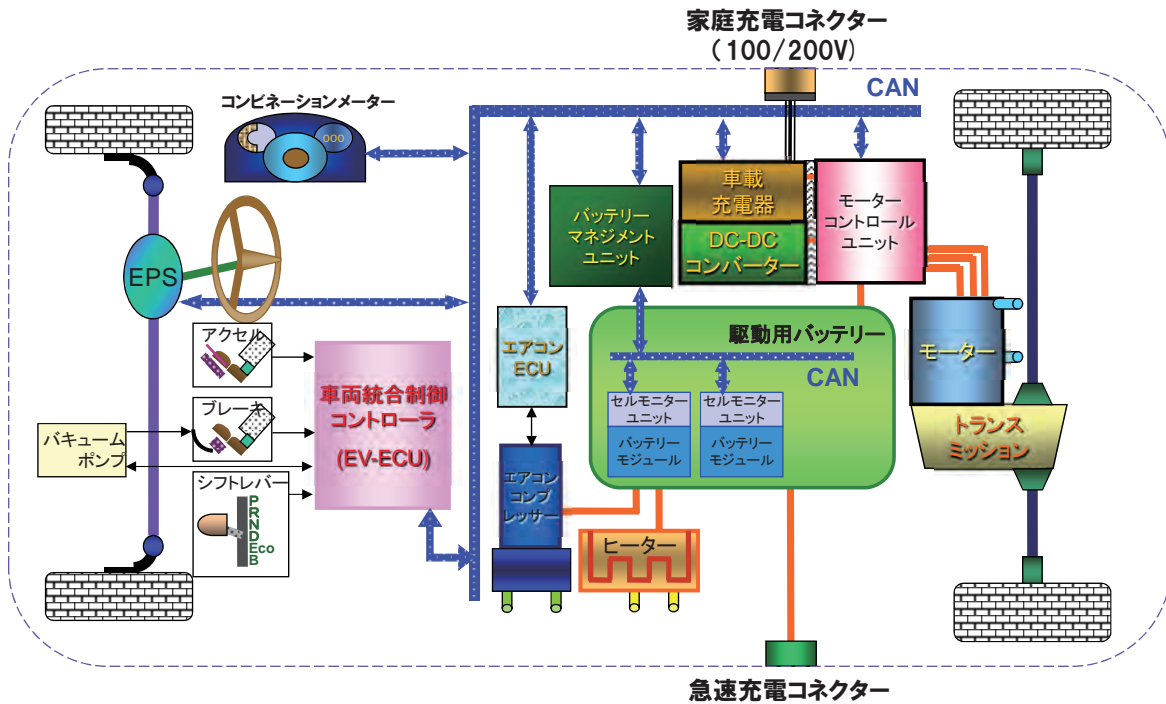 家庭充電コネクター
(100/200V)
コンビネーションメーター
CAN
000
車載
充電器
DC-DC
コンバーター
モーター
コントロール
ユニット
バッテリー
マネジメント
ユニット
EPS
アクセル
ブレーキ
バキューム
ポンプ
シフトレバー
P
R
N
D
Eco
B
車両統合制御
コントローラ
(EV-ECU)
エアコン
ECU
エアコン
コンプ
レッサー
駆動用バッテリー
CAN
セルモニター
ユニット
バッテリー
モジュール
セルモニター
ユニット
バッテリー
モジュール
ヒーター
モーター
トランス
ミッション
急速充電コネクター